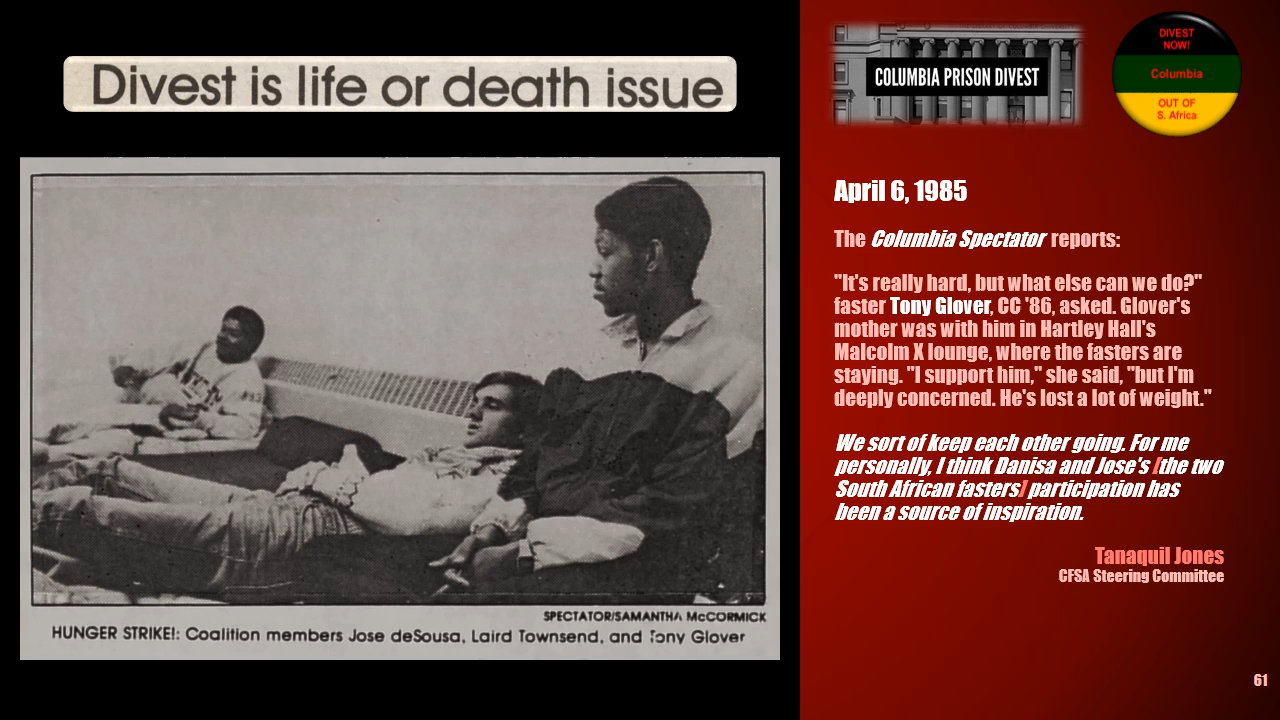 Divest is life or death issue
SPECTATOR/SAMANTHA McCORMICK
HUNGER STRIKE!: Coalition members Jose deSousa, Laird Townsend, and Tony Glover
COLUMBIA PRISON DIVEST
DIVEST
NOW!
Columbia
OUT OF
S. Africa
April 6, 1985
The Columbia Spectator reports:
"It's really hard, but what else can we do?"
faster Tony Glover, CC '86, asked. Glover's
mother was with him in Hartley Hall's
Malcolm X lounge, where the fasters are
staying. "I support him," she said, "but I'm
deeply concerned. He's lost a lot of weight."
We sort of keep each other going. For me
personally, I think Danisa and Jose's [the two
South African fasters] participation has
been a source of inspiration.
Tanaquil Jones
CFSA Steering Committee
61